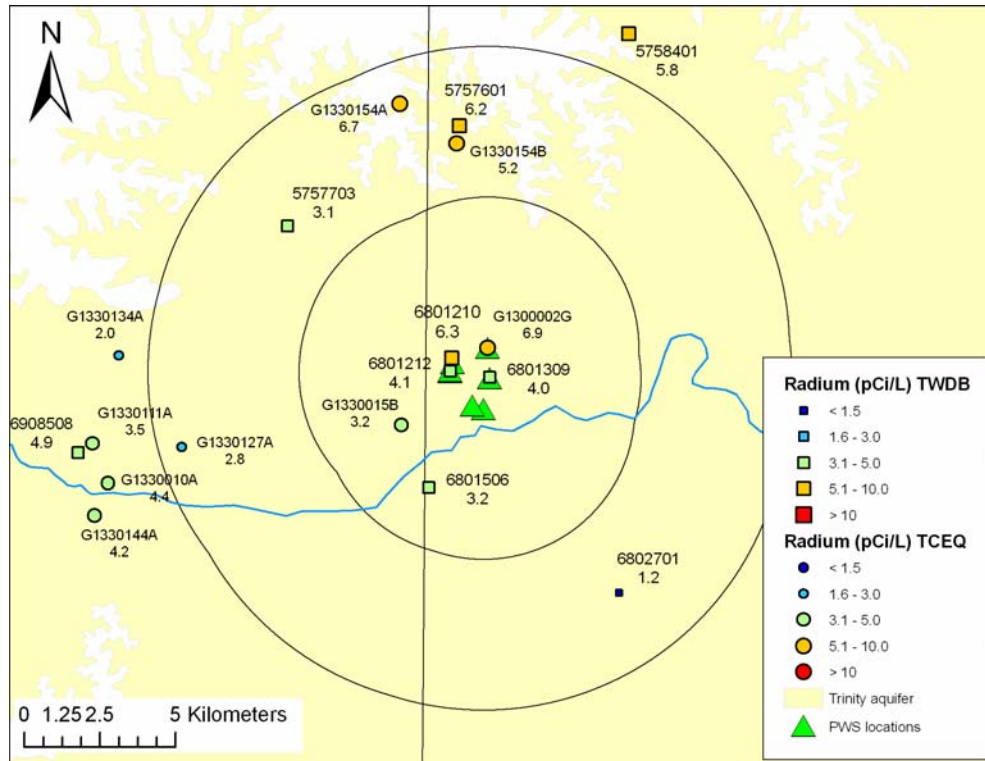 N
5758401
5.8
5757601
6.2
G1330154A
6.7
G1330154B
5.2
5757703
3.1
6801210
6.3
G1300002G
6.9
G1330134A
2.0
6801212
4.1
6801309
4.0
G1330015B
3.2
G1330111A
3.5
6908508
4.9
G1330127A
2.8
G1330010A
4.4
6801506
3.2
G1330144A
4.2
6802701
1.2
Radium (pCi/L) TWDB
< 1.5
1.6 - 3.0
3.1 - 5.0
5.1 - 10.0
> 10
Radium (pCi/L) TCEQ
< 1.5
1.6 - 3.0
3.1 - 5.0
5.1 - 10.0
> 10
Trinity aquifer
PWS locations
0 1.25 2.5 5 Kilometers